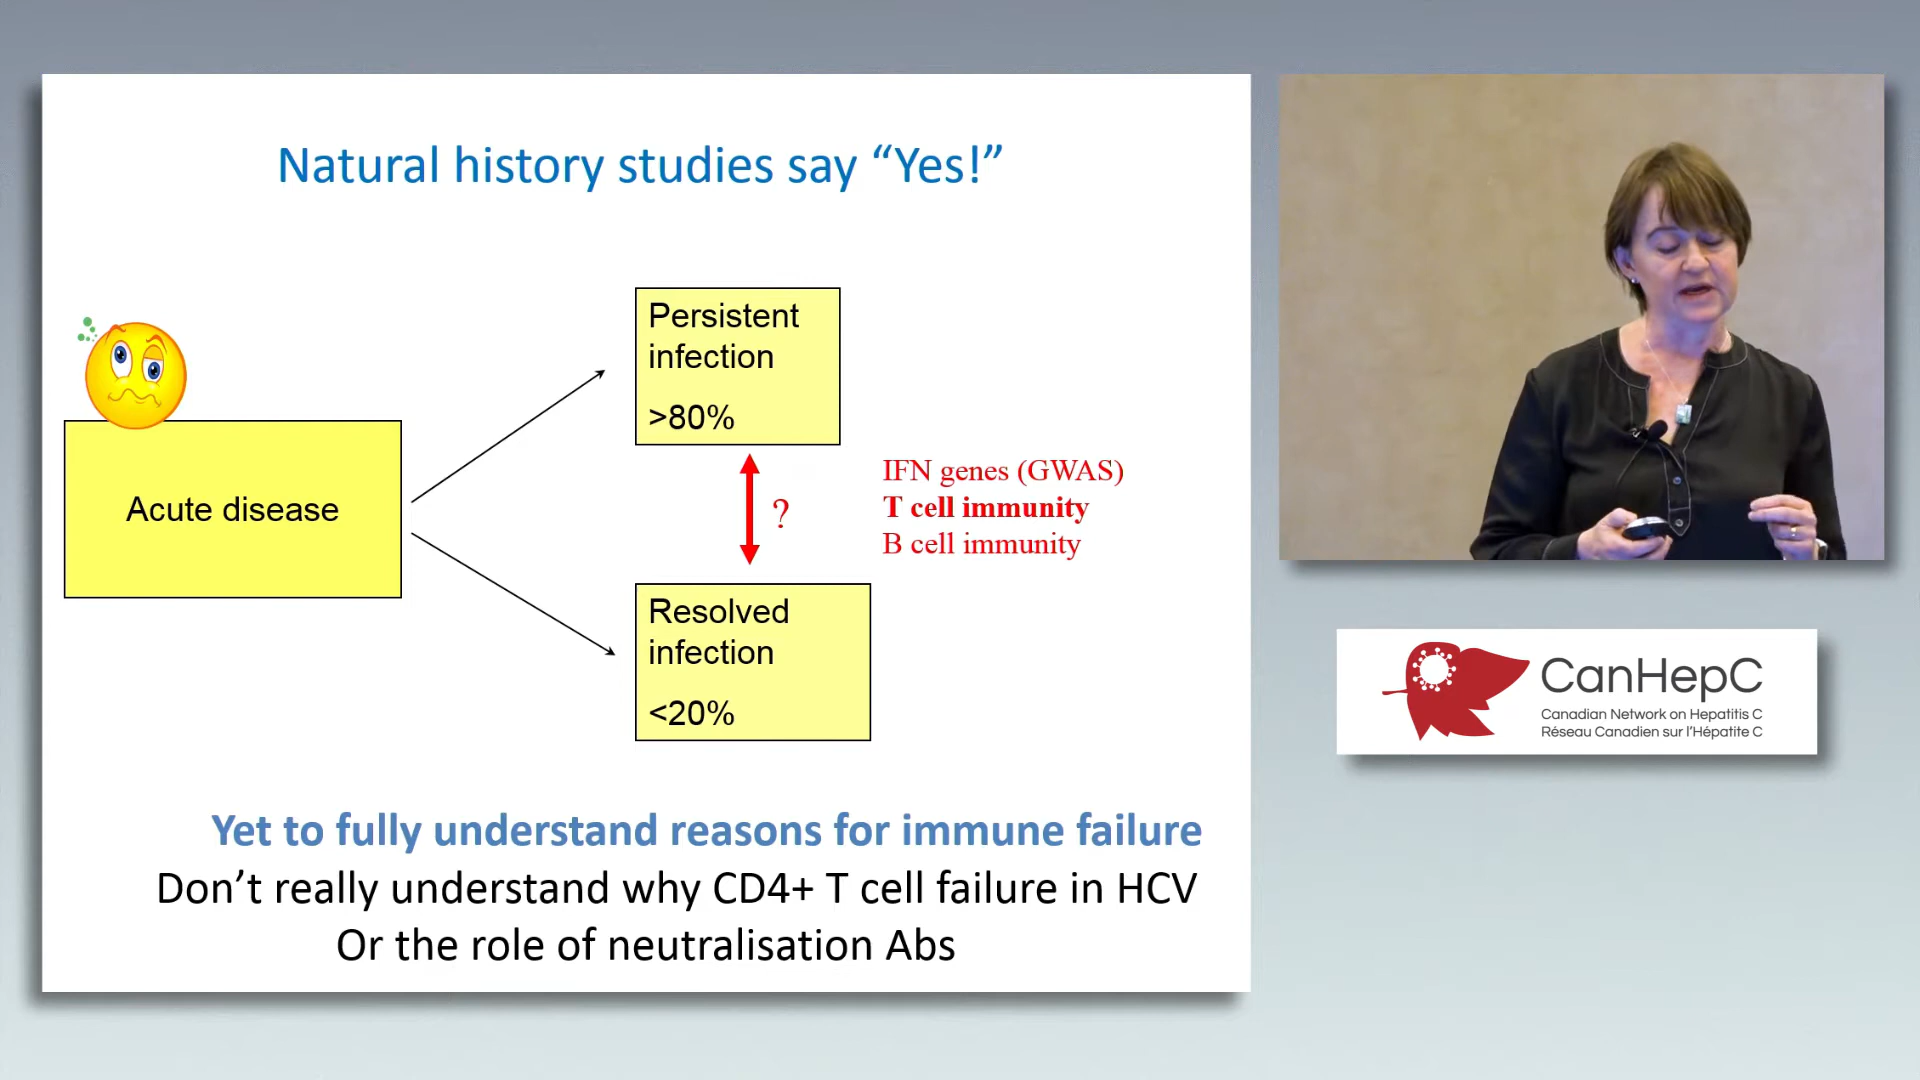 Natural history studies say “Yes!”
Acute disease
Persistent
infection
>80%
?
IFN genes (GWAS)
T cell immunity
B cell immunity
Resolved
infection
<20%
Yet to fully understand reasons for immune failure
Don’t really understand why CD4+ T cell failure in HCV
Or the role of neutralisation Abs
CanHepC
Canadian Network on Hepatitis C
Réseau Canadien sur l’Hépatite C